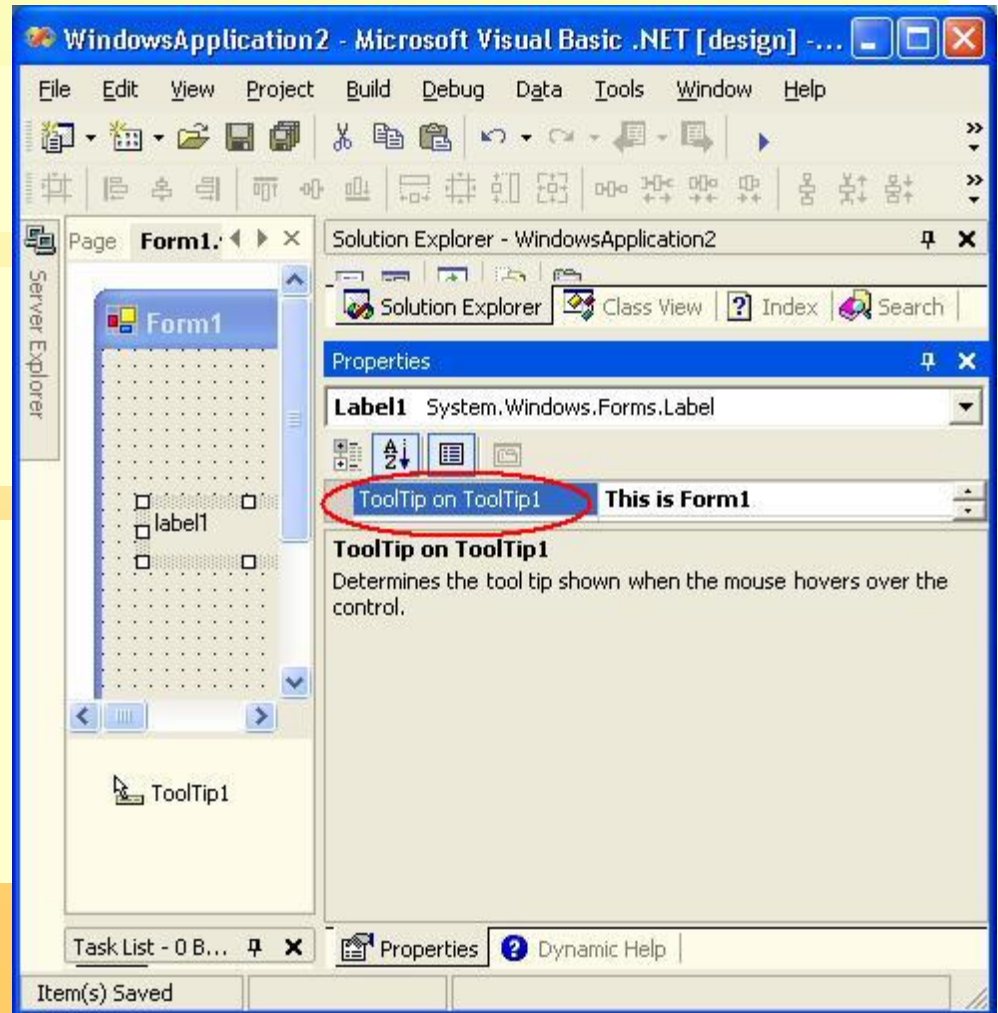 WindowsApplication2 - Microsoft Visual Basic .NET [design] -...
File Edit View Project Build Debug Data Tools Window Help
Server Explorer
Page Form1.
Form1
label1
ToolTip1
Task List - 0 B...
Solution Explorer - WindowsApplication2
Solution Explorer Class View Index Search
Properties
Label1 System.Windows.Forms.Label
ToolTip on ToolTip1 This is Form1
ToolTip on ToolTip1
Determines the tool tip shown when the mouse hovers over the
control.
Properties Dynamic Help
Item(s) Saved